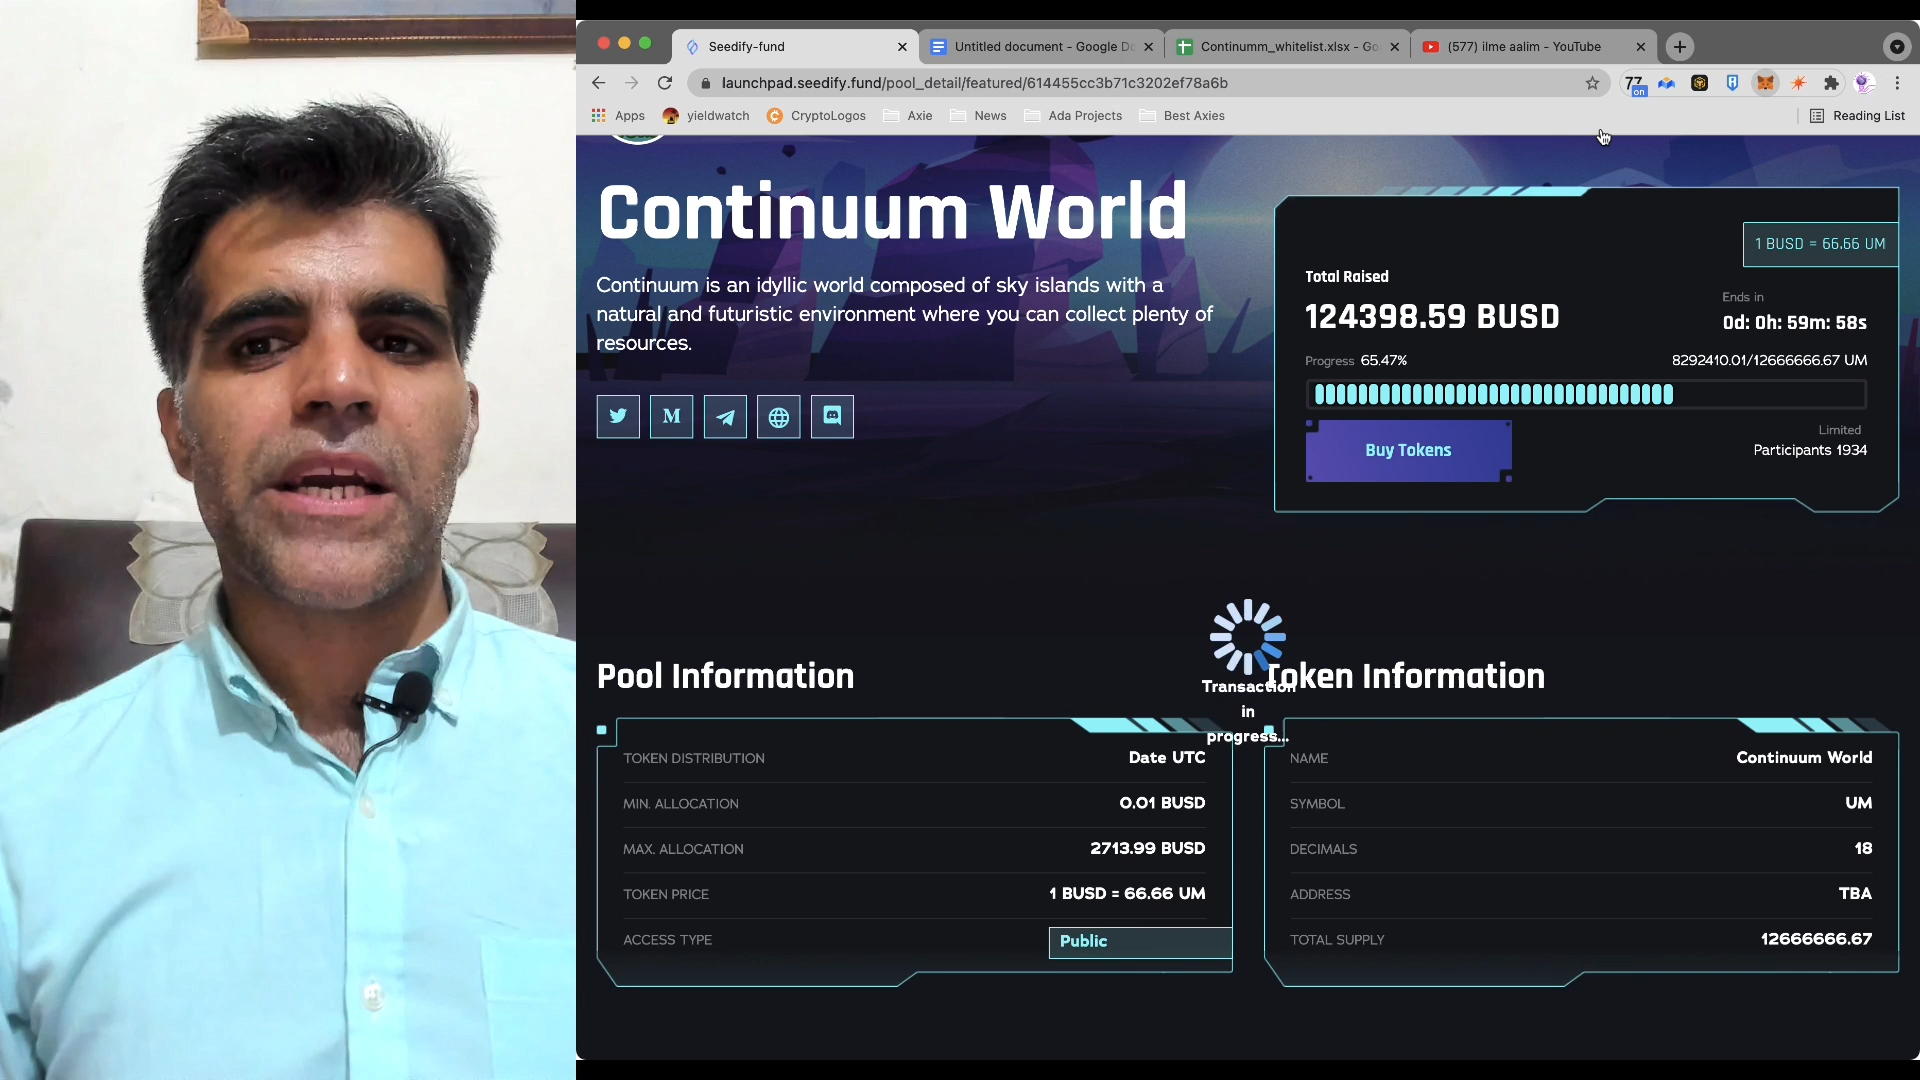 Seedify-fund
Untitled document - Google Do
Continumm_whitelist.xlsx - Go
(577) ilme aalim - YouTube
launchpad.seedify.fund/pool_detail/featured/614455cc3b71c3202ef78a6b
77
on
Apps
yieldwatch
CryptoLogos
Axie
News
Ada Projects
Best Axies
Reading List
Continuum World
Continuum is an idyllic world composed of sky islands with a
natural and futuristic environment where you can collect plenty of
resources.
1 BUSD = 66.66 UM
Total Raised
124398.59 BUSD
Ends in
0d: 0h: 59m: 58s
Progress 65.47%
8292410.01/12666666.67 UM
Buy Tokens
Limited
Participants 1934
Transaction
in
progress...
Pool Information
TOKEN DISTRIBUTION Date UTC
MIN. ALLOCATION 0.01 BUSD
MAX. ALLOCATION 2713.99 BUSD
TOKEN PRICE 1 BUSD = 66.66 UM
ACCESS TYPE Public
Token Information
NAME Continuum World
SYMBOL UM
DECIMALS 18
ADDRESS TBA
TOTAL SUPPLY 12666666.67